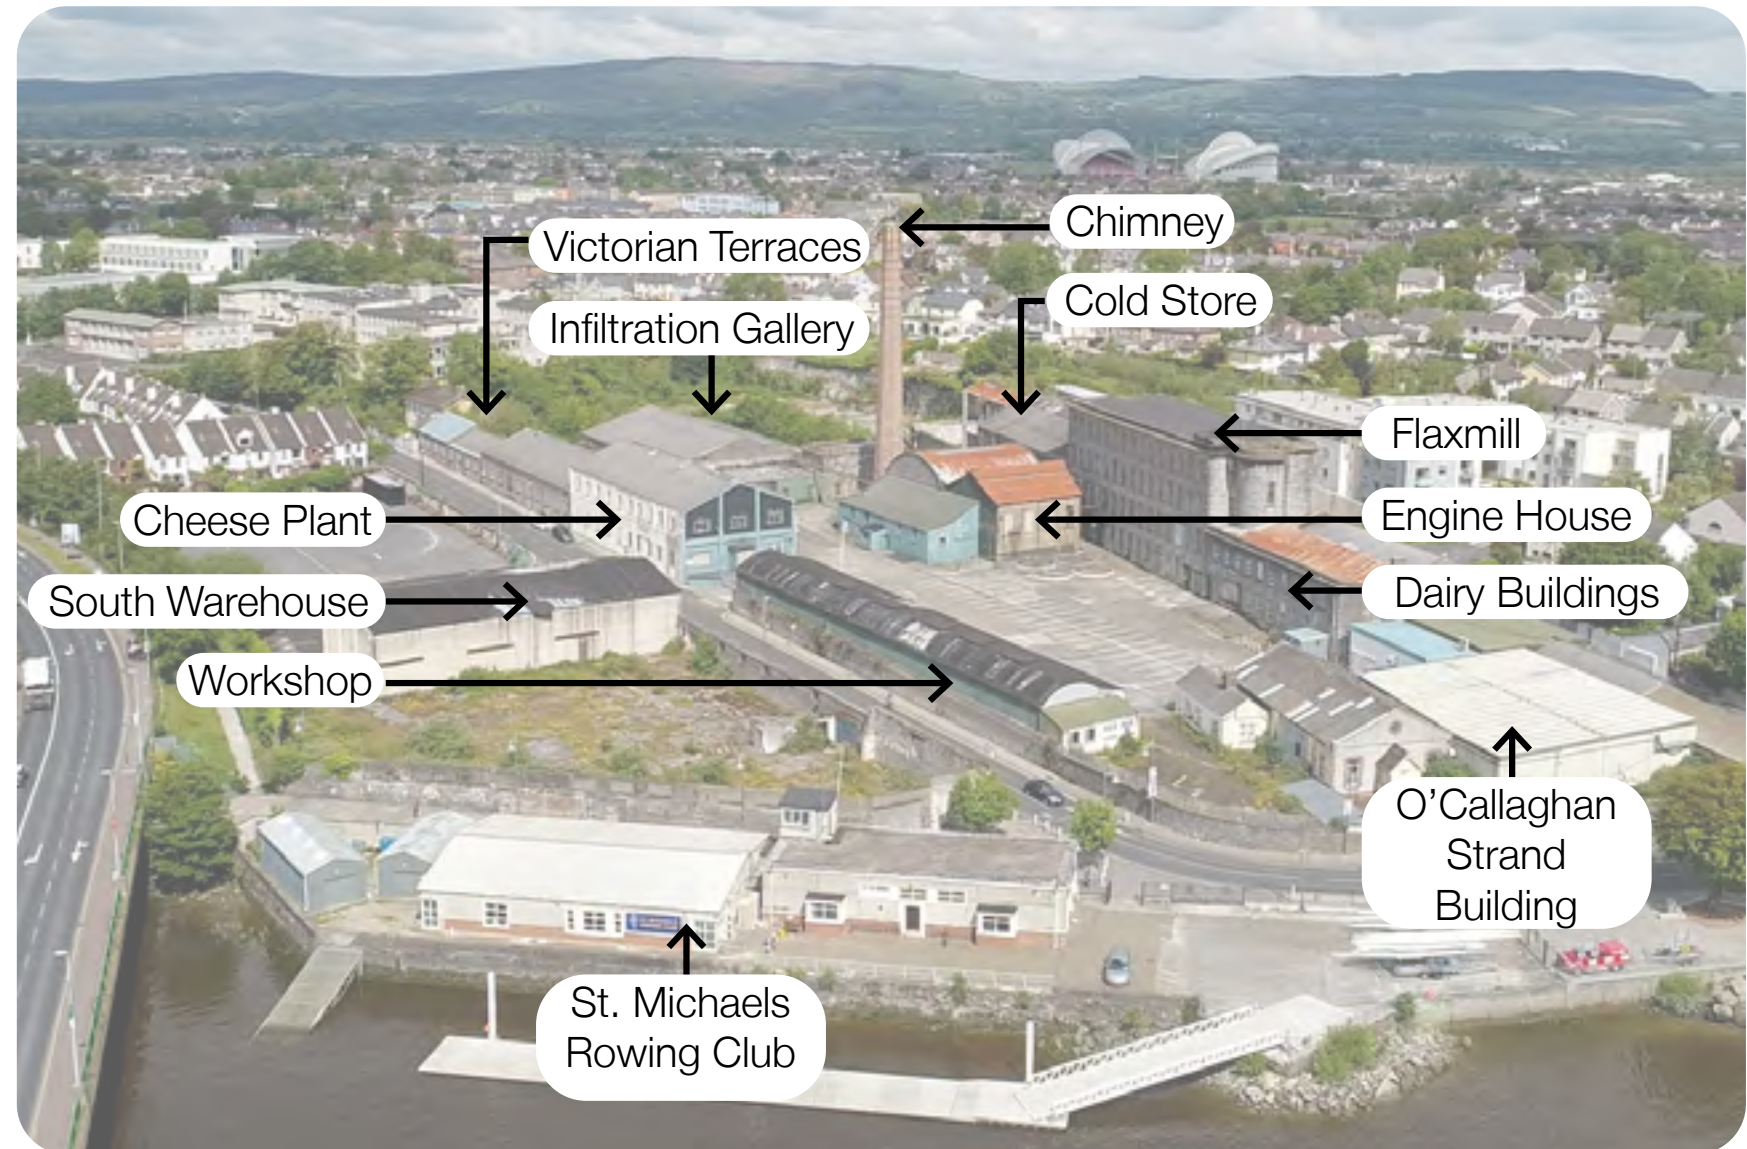 Chimney
Victorian Terraces
Cold Store
Infiltration Gallery
Flaxmill
Cheese Plant
Engine House
South Warehouse
Dairy Buildings
Workshop
O’Callaghan
Strand
Building
St. Michaels
Rowing Club